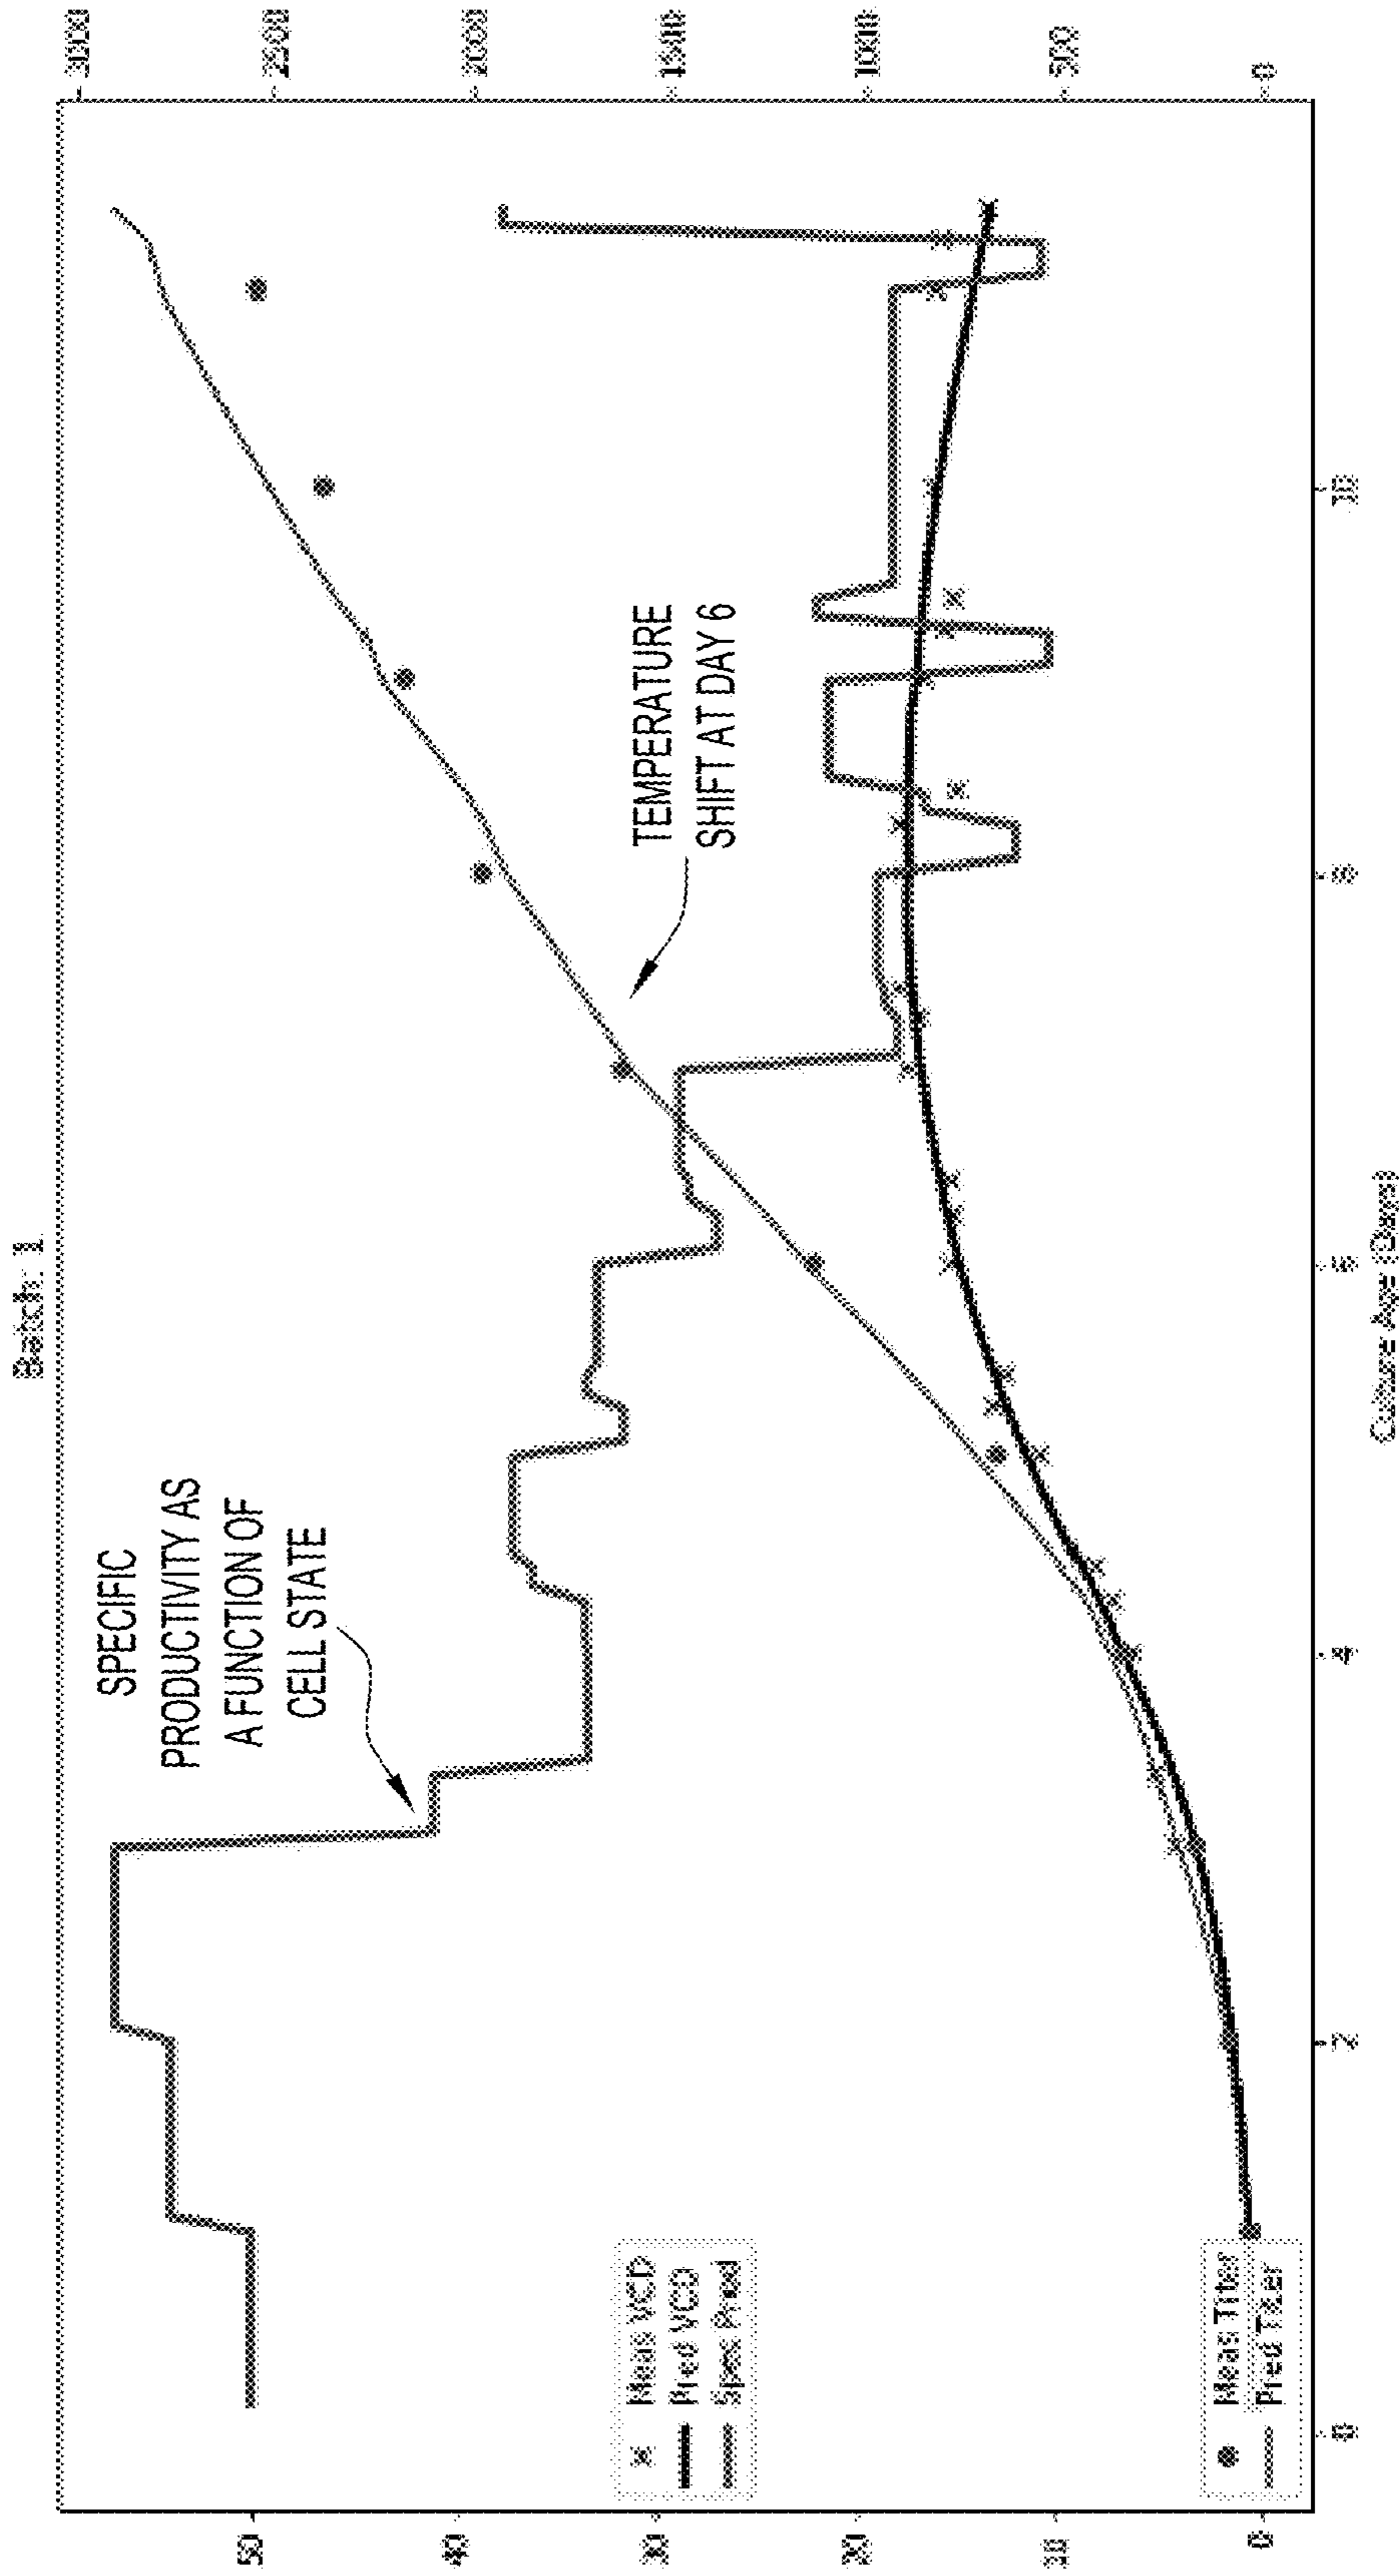 Batch: 1
SPECIFIC
PRODUCTIVITY AS
A FUNCTION OF
CELL STATE
TEMPERATURE
SHIFT AT DAY 6
Meas VCD
Pred VCD
Spec Prod
Meas Titer
Pred Titer
50
40
30
20
10
0
3000
2500
2000
1500
1000
500
0
0
2
4
6
8
10
Culture Age (Days)